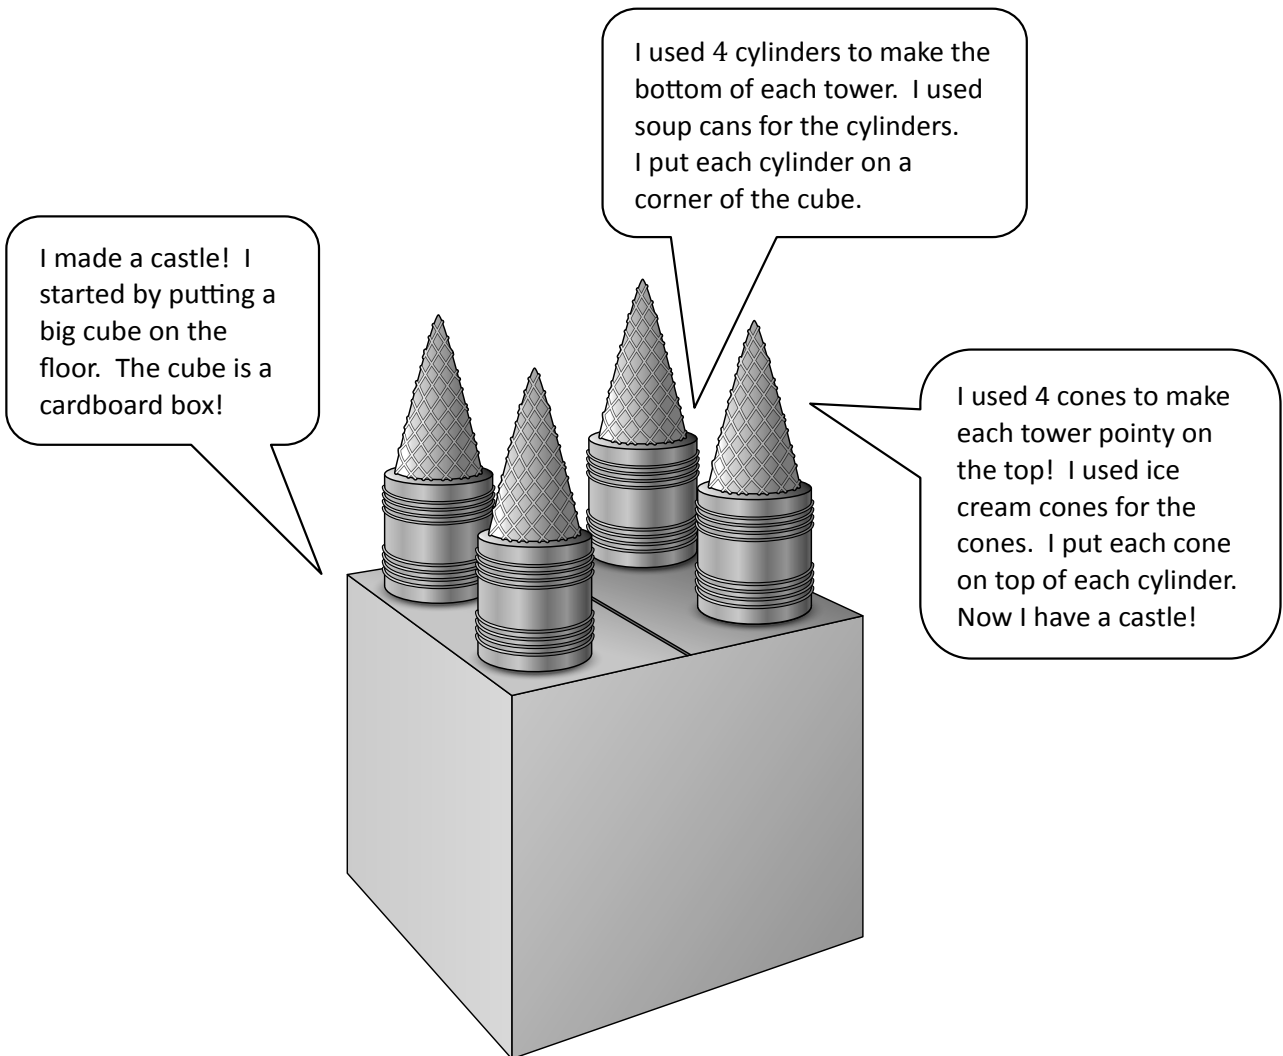 I made a castle!  I
started by putting a
big cube on the
floor.  The cube is a
cardboard box!
I used 4 cylinders to make the
bottom of each tower.  I used
soup cans for the cylinders.
I put each cylinder on a
corner of the cube.
I used 4 cones to make
each tower pointy on
the top!  I used ice
cream cones for the
cones.  I put each cone
on top of each cylinder.
Now I have a castle!